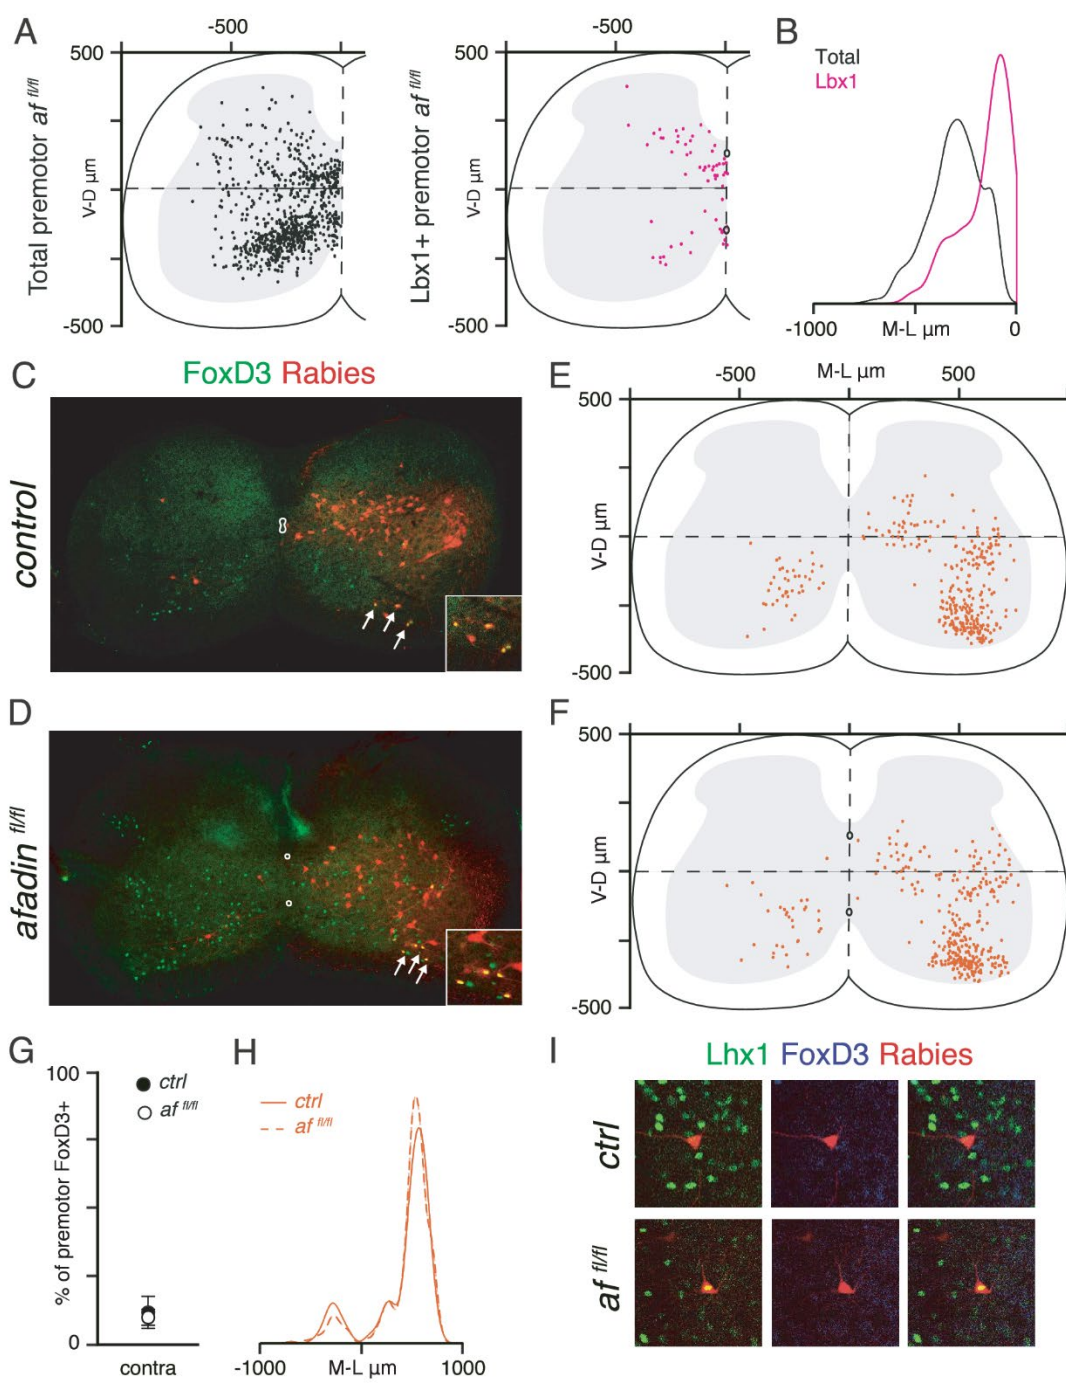 A
-500
500
-500
Total premotor af fl/fl
V-D µm
-500
500
-500
Lbx1+ premotor af fl/fl
V-D µm
B
Total
Lbx1
-1000
M-L µm
0
C
FoxD3 Rabies
control
D
afadin fl/fl
E
-500
M-L µm
500
500
-500
V-D µm
F
500
-500
V-D µm
G
100
0
% of premotor FoxD3+
ctrl
af fl/fl
contra
H
ctrl
af fl/fl
-1000
M-L µm
1000
I
Lhx1 FoxD3 Rabies
ctrl
af fl/fl